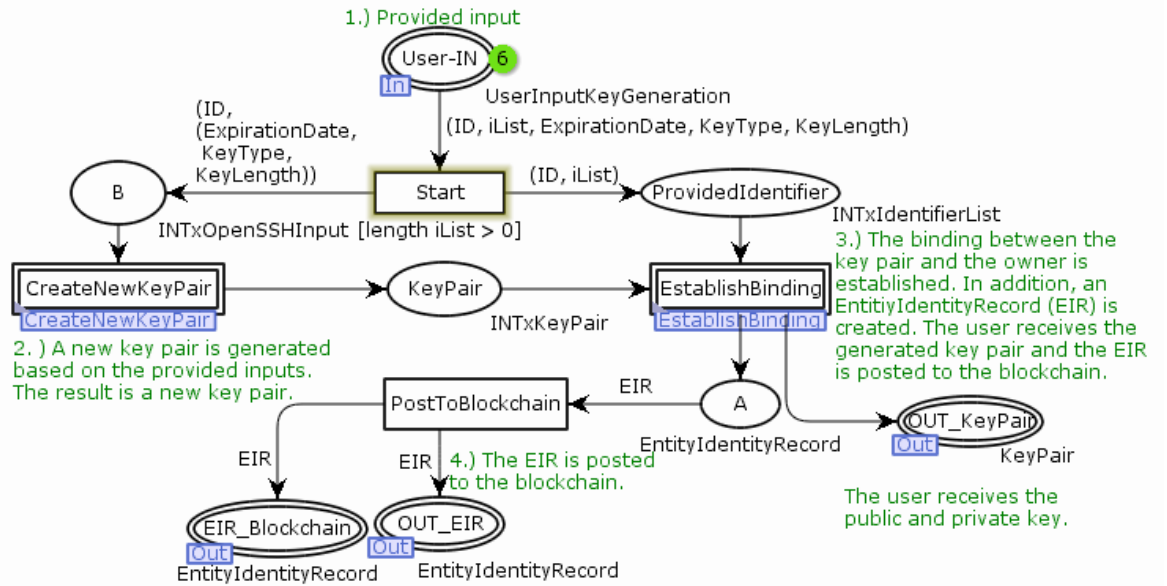 1.) Provided input
User-IN
6
In
UserInputKeyGeneration
(ID,
(ExpirationDate,
KeyType,
KeyLength))
(ID, iList, ExpirationDate, KeyType, KeyLength)
B
Start
(ID, iList)
ProvidedIdentifier
INTxOpenSSHInput
[length iList > 0]
INTxIdentifierList
CreateNewKeyPair
CreateNewKeyPair
KeyPair
INTxKeyPair
EstablishBinding
EstablishBinding
3.) The binding between the
key pair and the owner is
established. In addition, an
EntitiyIdentityRecord (EIR) is
created. The user receives the
generated key pair and the EIR
is posted to the blockchain.
2. ) A new key pair is generated
based on the provided inputs.
The result is a new key pair.
PostToBlockchain
EIR
A
EntityIdentityRecord
OUT_KeyPair
Out
KeyPair
EIR
EIR
4.) The EIR is posted
to the blockchain.
The user receives the
public and private key.
EIR_Blockchain
Out
EntityIdentityRecord
OUT_EIR
Out
EntityIdentityRecord